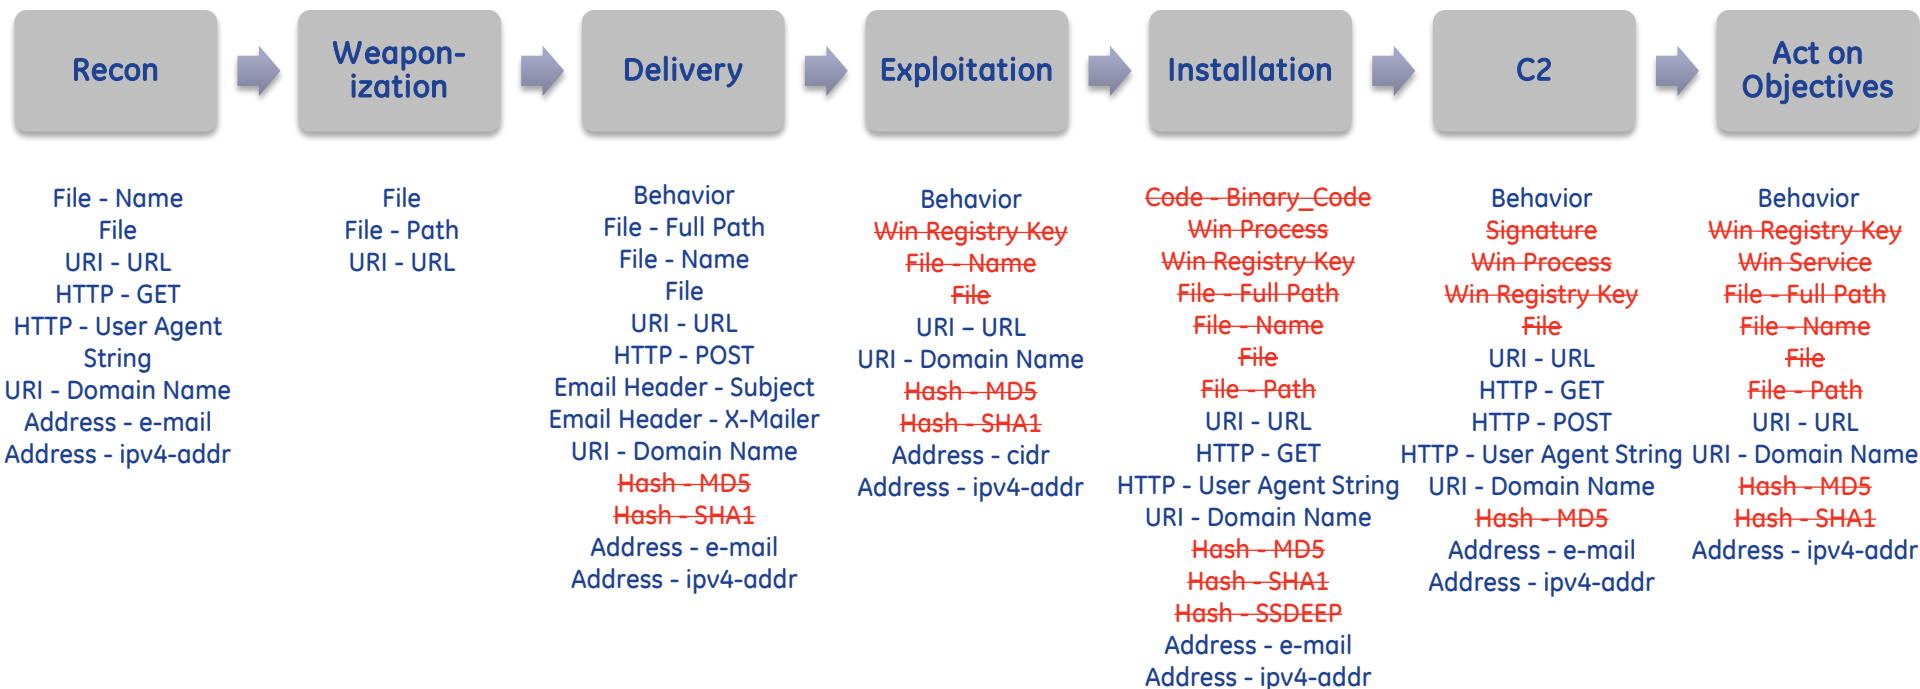 Recon
Weapon-
ization
Delivery
Exploitation
Installation
C2
Act on
Objectives
File - Name
File
URI - URL
HTTP - GET
HTTP - User Agent
String
URI - Domain Name
Address - e-mail
Address - ipv4-addr
File
File - Path
URI - URL
Behavior
File - Full Path
File - Name
File
URI - URL
HTTP - POST
Email Header - Subject
Email Header - X-Mailer
URI - Domain Name
Hash - MD5
Hash - SHA1
Address - e-mail
Address - ipv4-addr
Behavior
Win Registry Key
File - Name
File
URI – URL
URI - Domain Name
Hash - MD5
Hash - SHA1
Address - cidr
Address - ipv4-addr
Code - Binary_Code
Win Process
Win Registry Key
File - Full Path
File - Name
File
File - Path
URI - URL
HTTP - GET
HTTP - User Agent String
URI - Domain Name
Hash - MD5
Hash - SHA1
Hash - SSDEEP
Address - e-mail
Address - ipv4-addr
Behavior
Signature
Win Process
Win Registry Key
File
URI - URL
HTTP - GET
HTTP - POST
HTTP - User Agent String
URI - Domain Name
Hash - MD5
Address - e-mail
Address - ipv4-addr
Behavior
Win Registry Key
Win Service
File - Full Path
File - Name
File
File - Path
URI - URL
URI - Domain Name
Hash - MD5
Hash - SHA1
Address - ipv4-addr